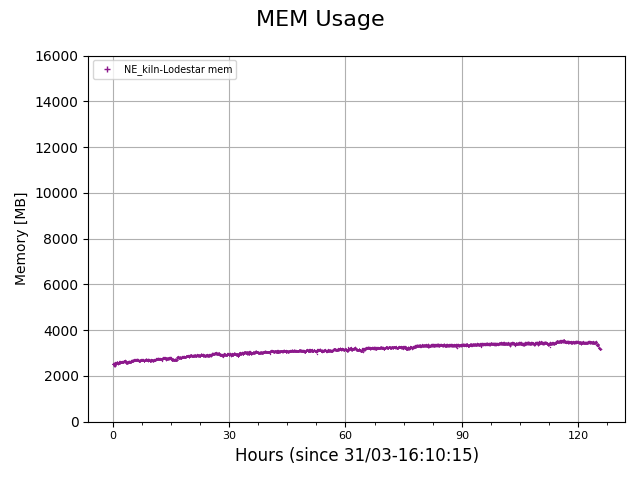 MEM Usage
16000
14000
12000
10000
8000
6000
4000
2000
0
Memory [MB]
NE_kiln-Lodestar mem
0 30 60 90 120
Hours (since 31/03-16:10:15)